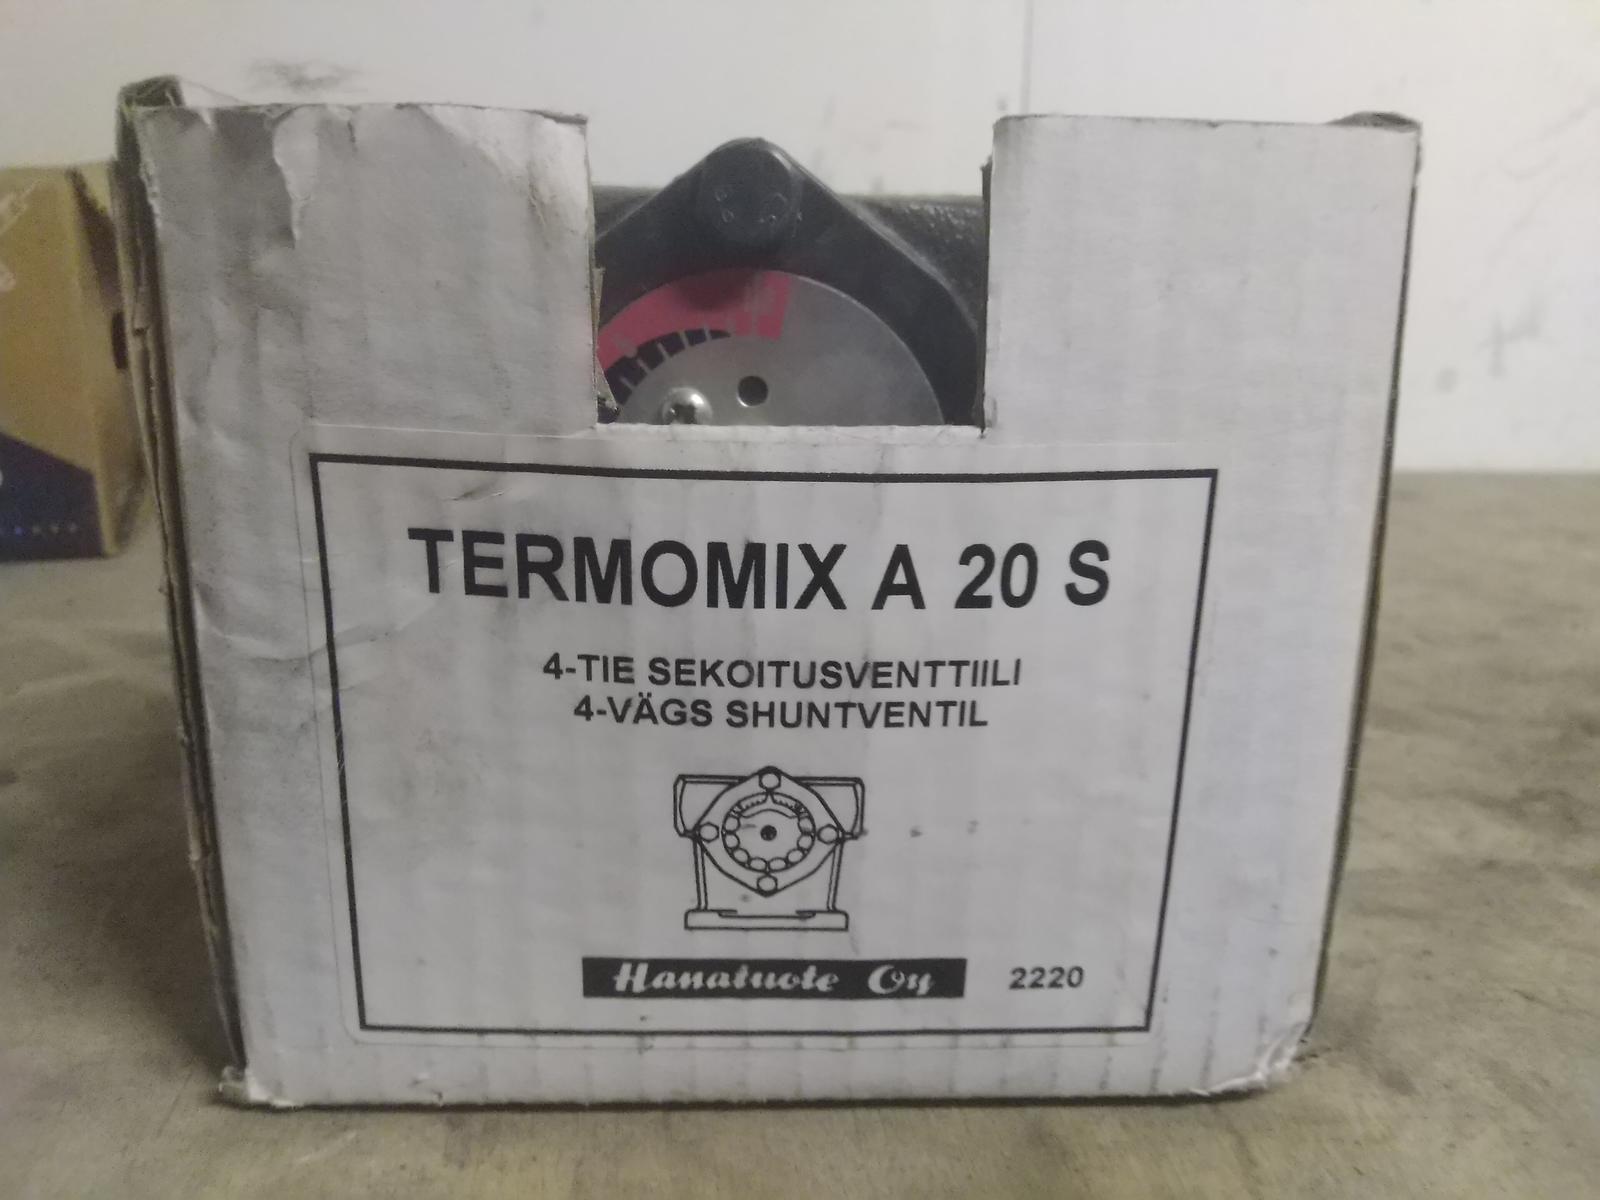 TERMOMIX A 20 S
4-TIE SEKOITUSVENTTIILI
4-VÄGS SHUNTVENTIL
Hanatuote Oy 2220